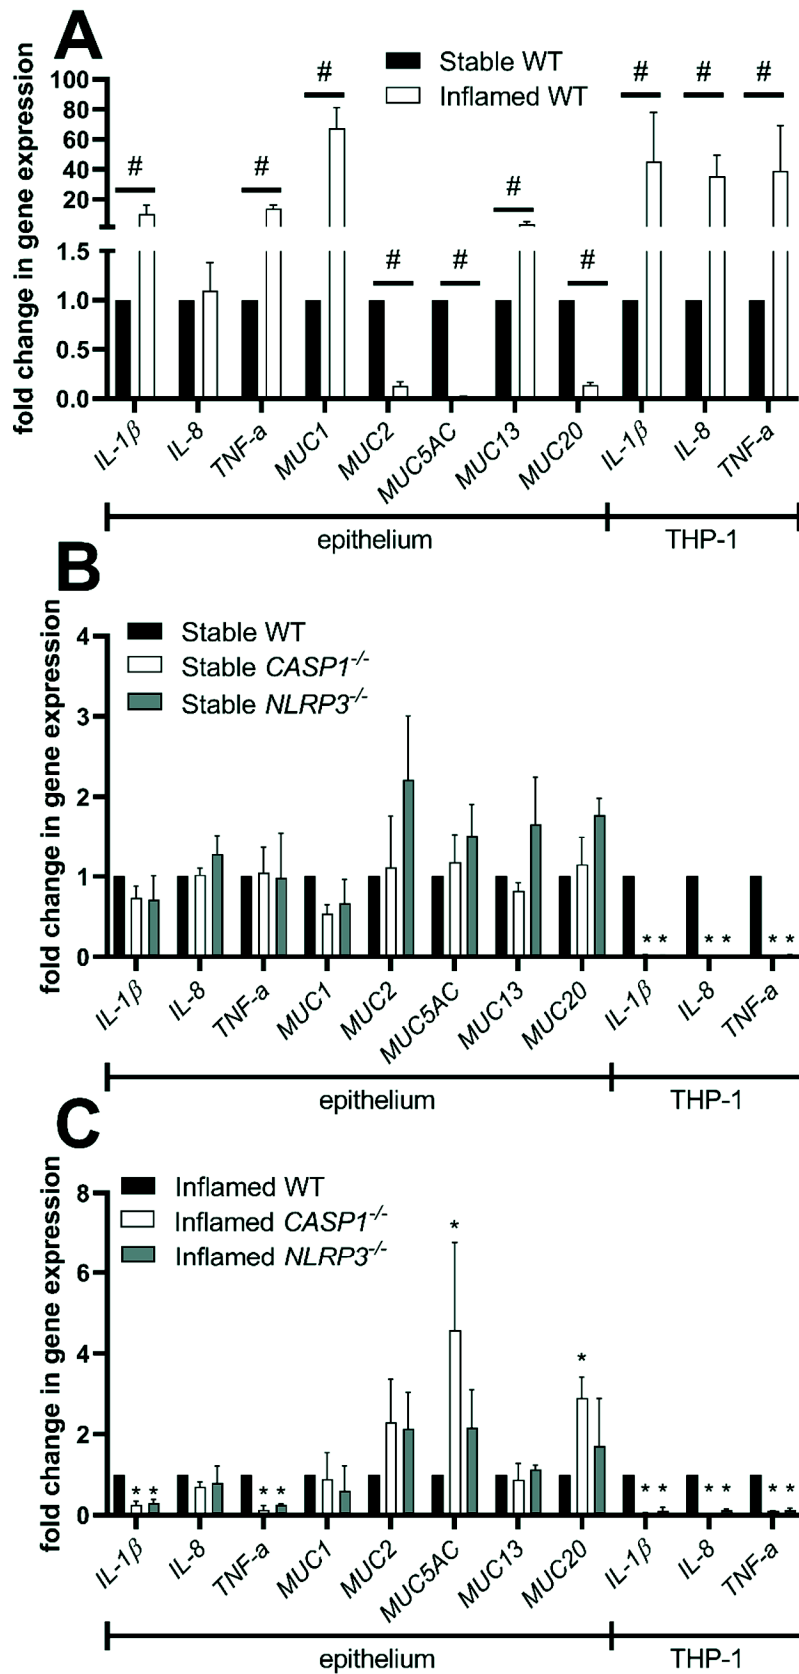 A
Stable WT
Inflamed WT
fold change in gene expression
100
80
60
40
20
1.5
1.0
0.5
0.0
# # # # # # # # # #
IL-1β IL-8 TNF-a MUC1 MUC2 MUC5AC MUC13 MUC20 IL-1β IL-8 TNF-a
epithelium THP-1
B
Stable WT
Stable CASP1-/-
Stable NLRP3-/-
fold change in gene expression
4
3
2
1
0
* * * * * *
IL-1β IL-8 TNF-a MUC1 MUC2 MUC5AC MUC13 MUC20 IL-1β IL-8 TNF-a
epithelium THP-1
C
Inflamed WT
Inflamed CASP1-/-
Inflamed NLRP3-/-
fold change in gene expression
8
6
4
2
0
* * * * * * * * * * * *
IL-1β IL-8 TNF-a MUC1 MUC2 MUC5AC MUC13 MUC20 IL-1β IL-8 TNF-a
epithelium THP-1